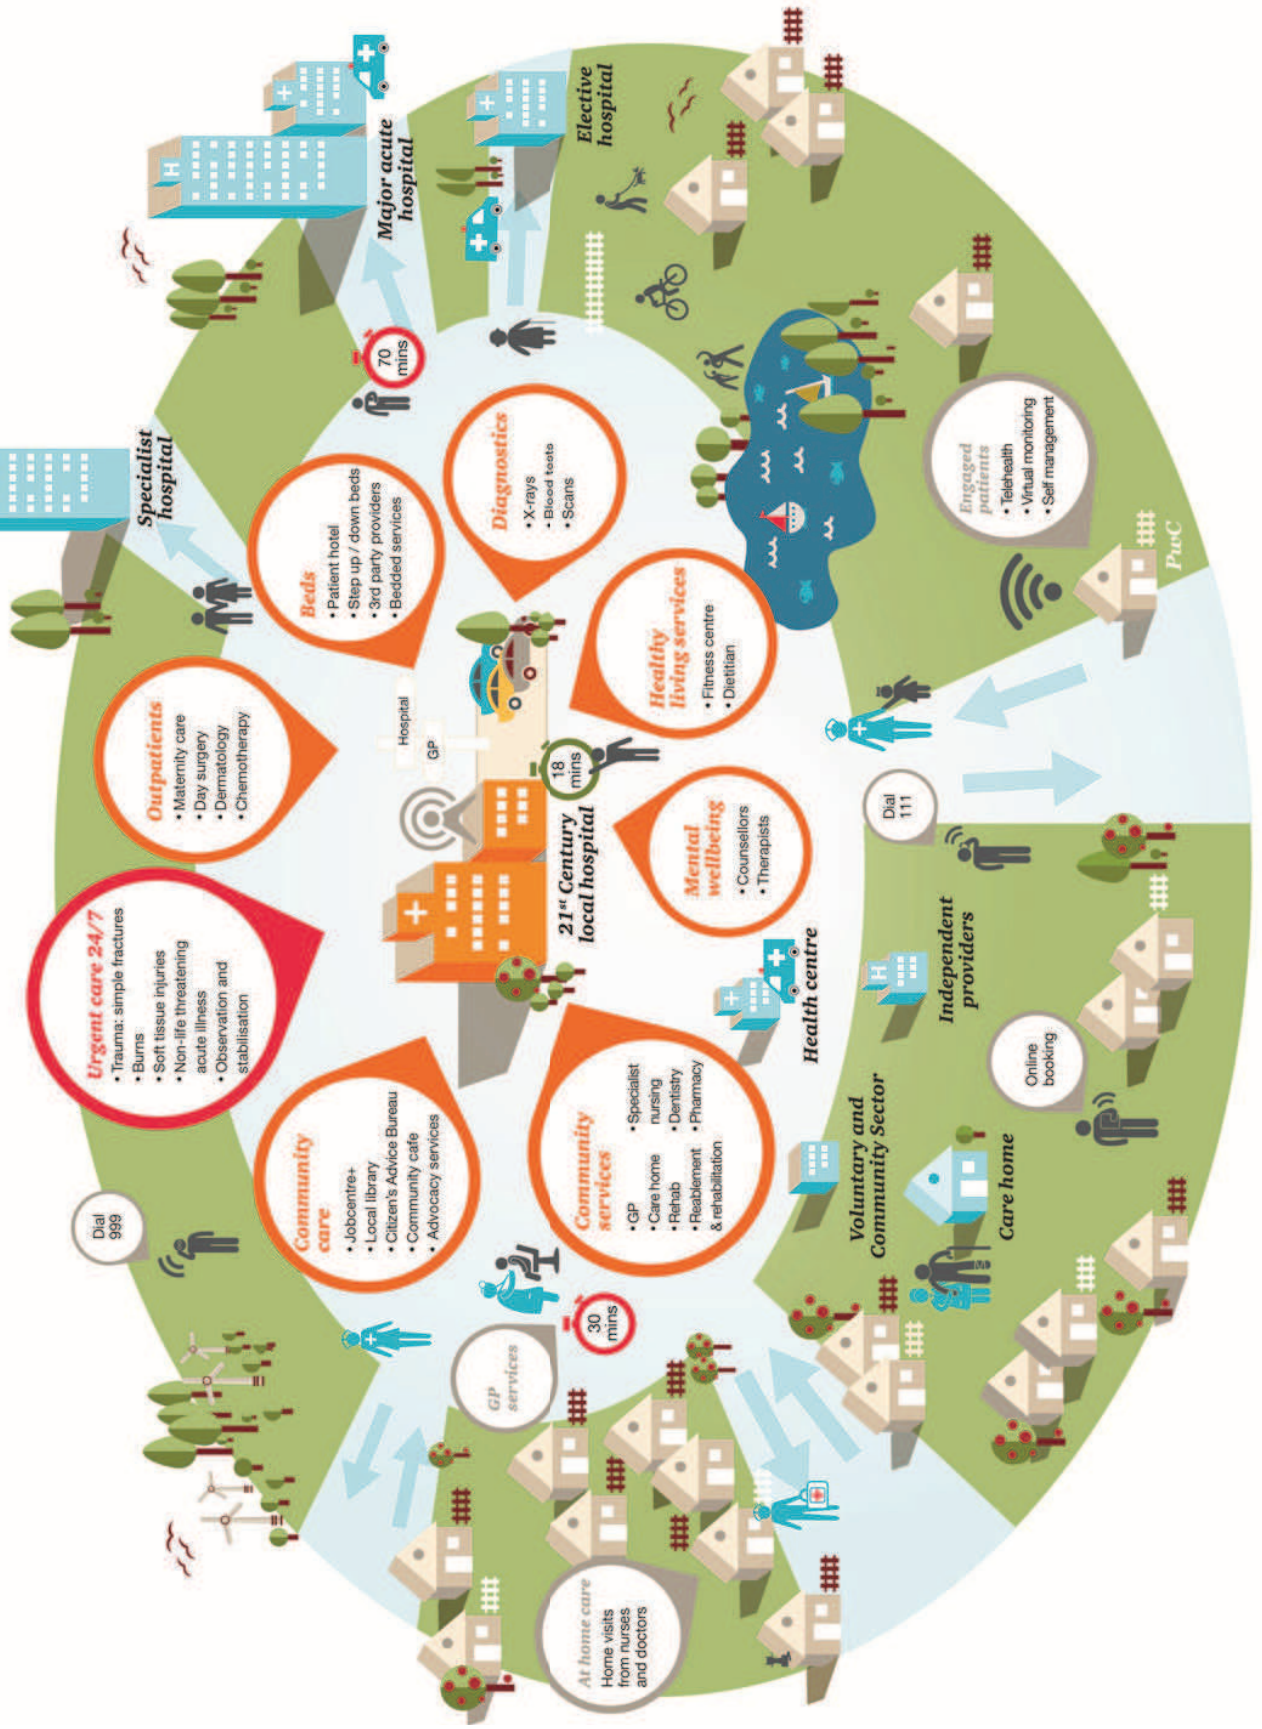 Dial
999
Urgent care 24/7
• Trauma: simple fractures
• Burns
• Soft tissue injuries
• Non-life threatening
acute illness
• Observation and
stabilisation
Outpatients
• Maternity care
• Day surgery
• Dermatology
• Chemotherapy
Specialist
hospital
H
Major acute
hospital
70
mins
Beds
• Patient hotel
• Step up / down beds
• 3rd party providers
• Bedded services
Community
care
• Jobcentre+
• Local library
• Citizen's Advice Bureau
• Community cafe
• Advocacy services
Hospital
GP
Diagnostics
• X-rays
• Blood tests
• Scans
Elective
hospital
GP
services
30
mins
21st Century
local hospital
18
mins
Community
services
• GP
• Care home
• Rehab
• Reablement
& rehabilitation
• Specialist
nursing
• Dentistry
• Pharmacy
Mental
wellbeing
• Counsellors
• Therapists
Healthy
living services
• Fitness centre
• Dietitian
At home care
Home visits
from nurses
and doctors
Health centre
Voluntary and
Community Sector
H
Independent
providers
Dial
111
Care home
Online
booking
Engaged
patients
• Telehealth
• Virtual monitoring
• Self management
PwC